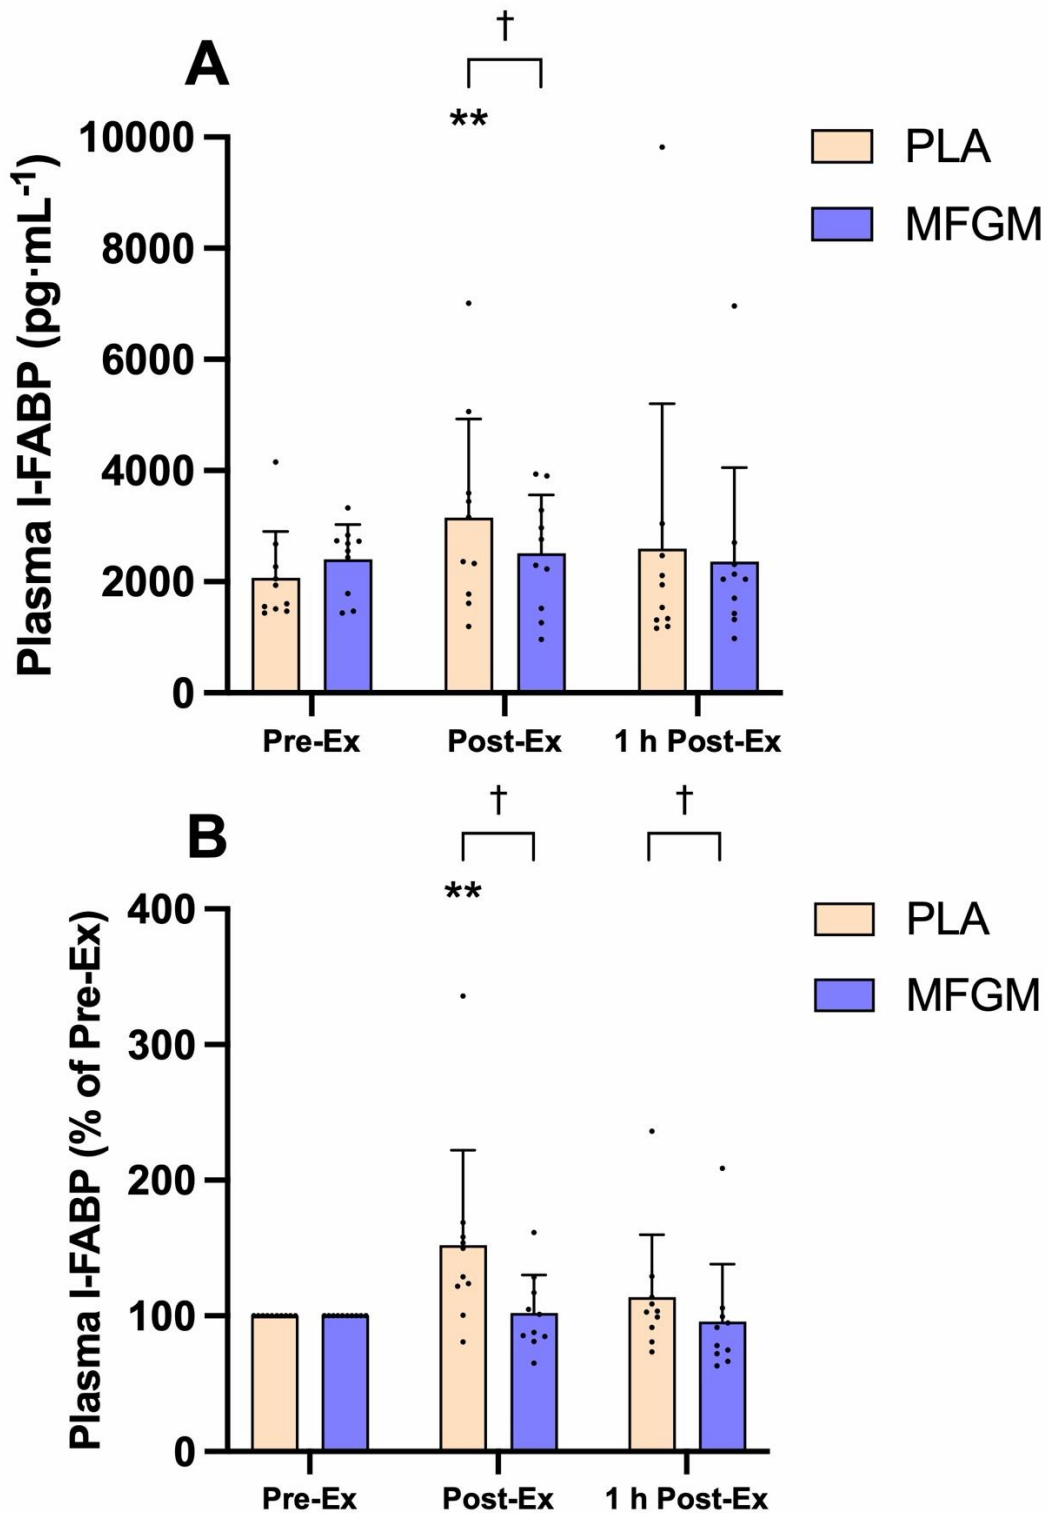 †
A
**
10000
8000
6000
4000
2000
0
Plasma I-FABP (pg·mL-1)
PLA
MFGM
Pre-Ex Post-Ex 1 h Post-Ex
† †
B
**
400
300
200
100
0
Plasma I-FABP (% of Pre-Ex)
PLA
MFGM
Pre-Ex Post-Ex 1 h Post-Ex